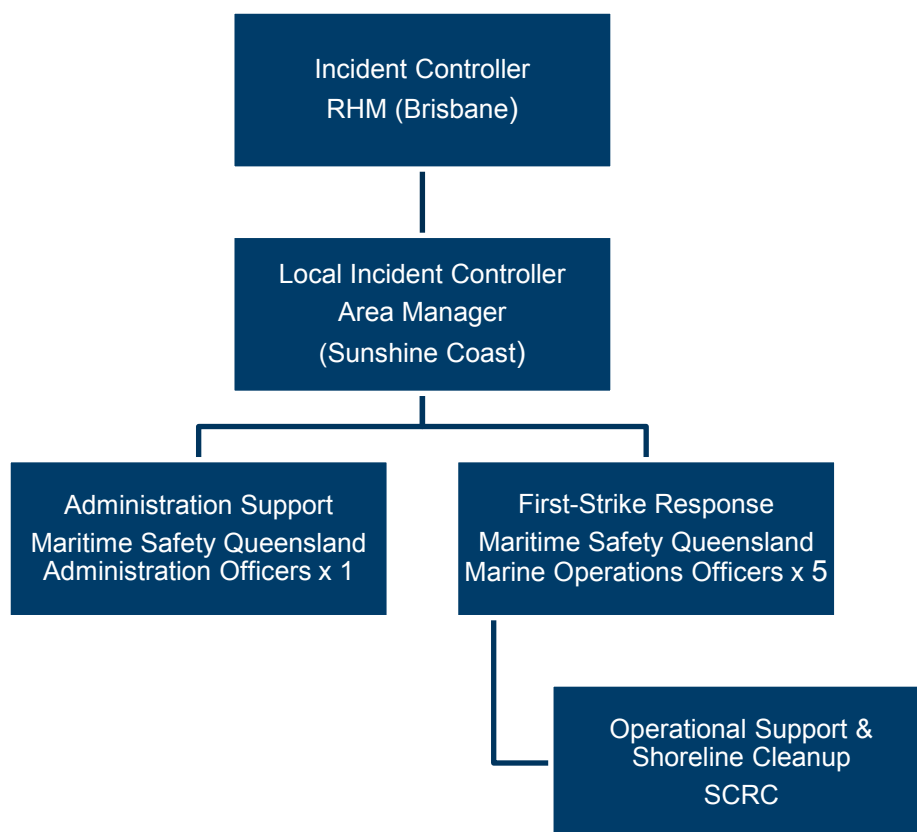 Incident Controller
RHM (Brisbane)
Local Incident Controller
Area Manager
(Sunshine Coast)
Administration Support
Maritime Safety Queensland
Administration Officers x 1
First-Strike Response
Maritime Safety Queensland
Marine Operations Officers x 5
Operational Support &
Shoreline Cleanup
SCRC